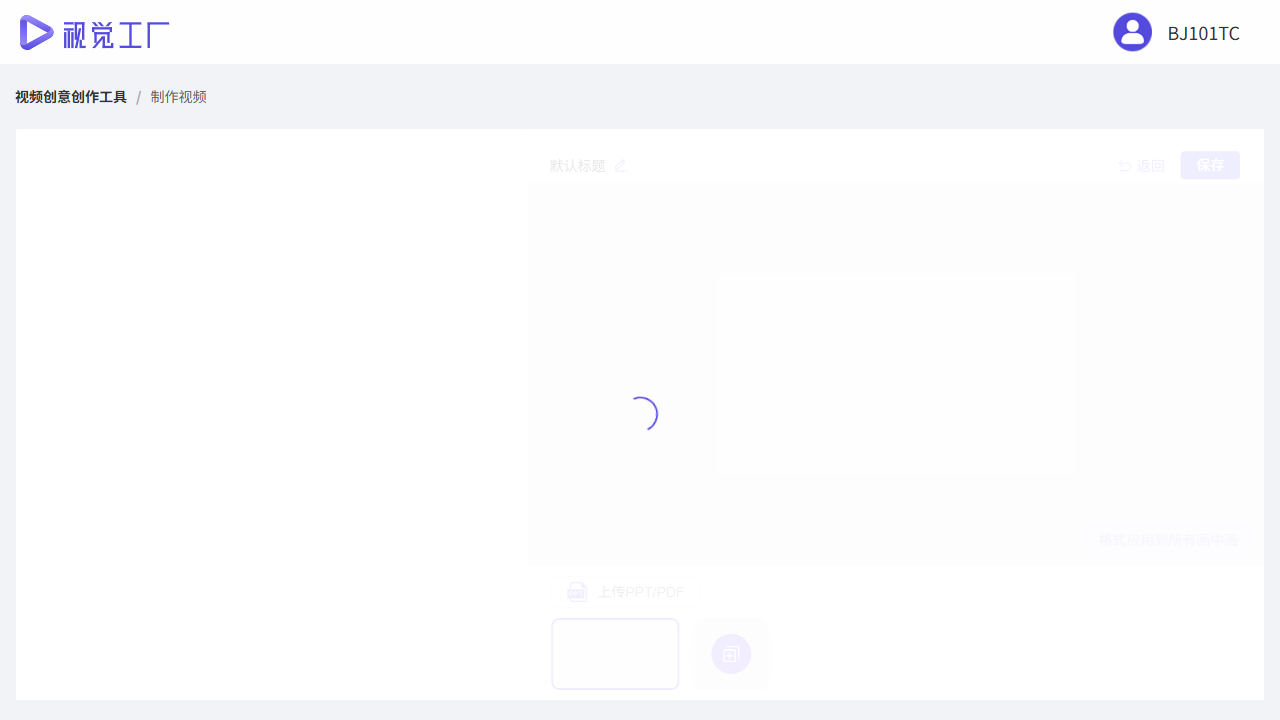 视觉工厂
BJ101TC
视频创意创作工具 / 制作视频
默认标题
返回
保存
格式应用到所有画中画
上传PPT/PDF